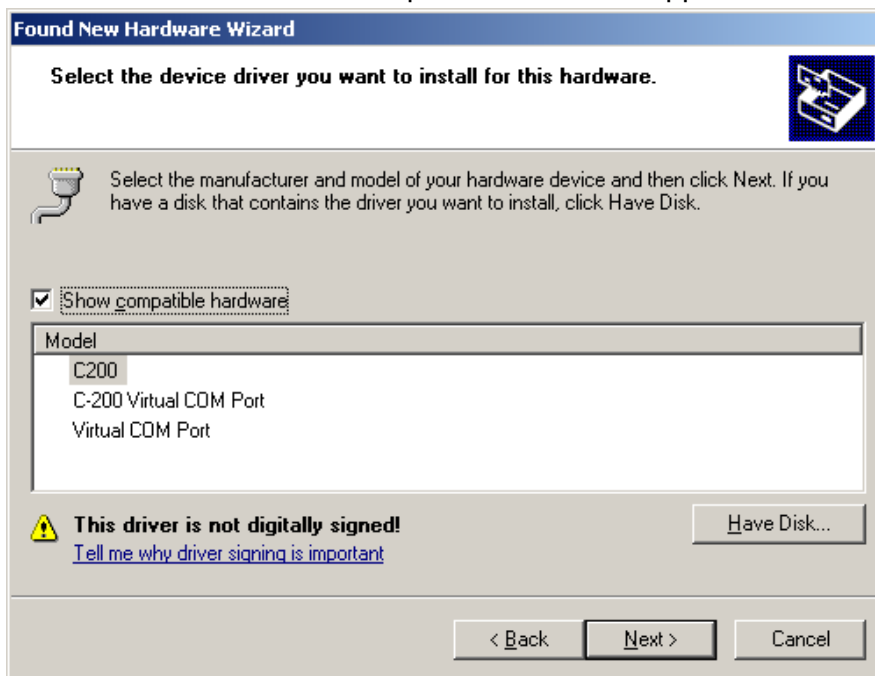 Found New Hardware Wizard
Select the device driver you want to install for this hardware.
Select the manufacturer and model of your hardware device and then click Next. If you
have a disk that contains the driver you want to install, click Have Disk.
Show compatible hardware
Model
C200
C-200 Virtual COM Port
Virtual COM Port
This driver is not digitally signed!
Have Disk...
Tell me why driver signing is important
< Back
Next >
Cancel